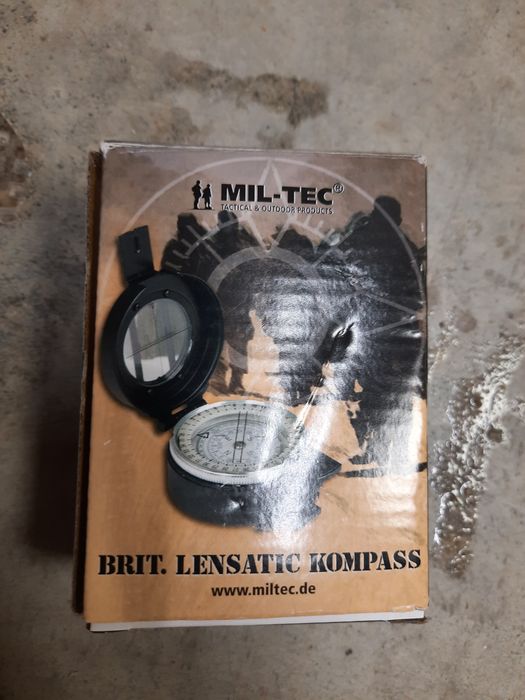 MIL-TEC®
TACTICAL & OUTDOOR PRODUCTS
BRIT. LENSATIC KOMPASS
www.miltec.de